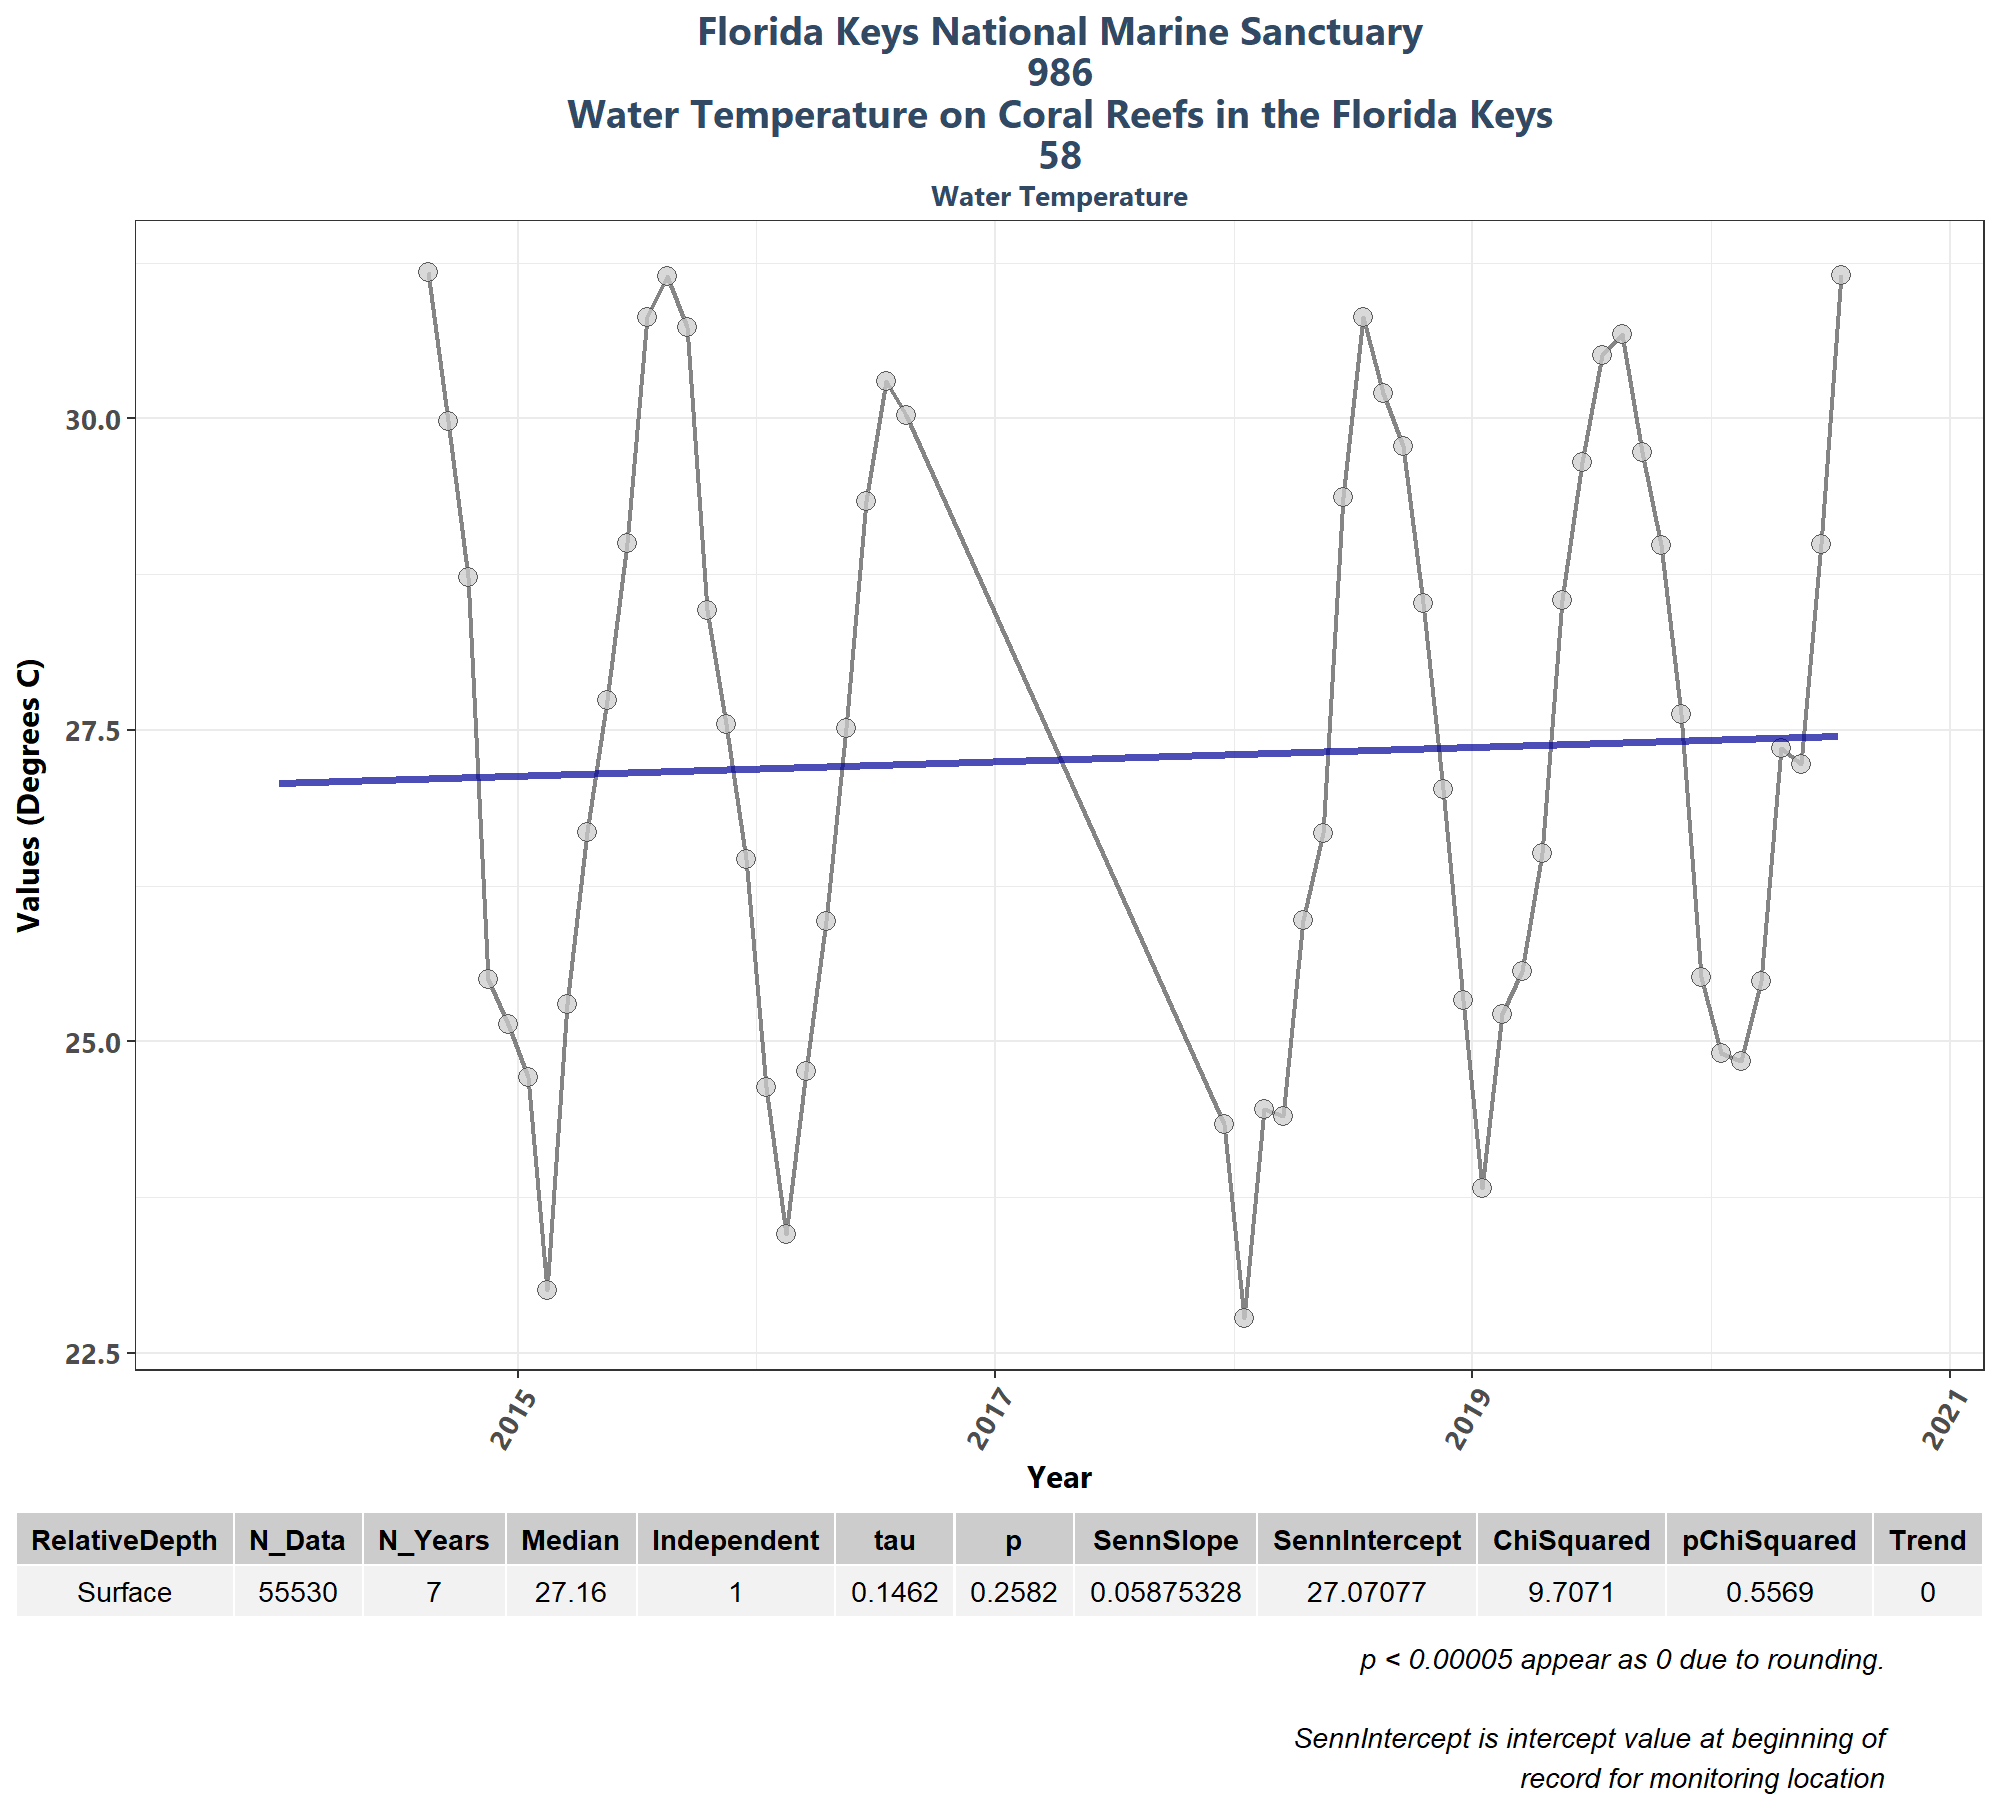 Florida Keys National Marine Sanctuary
986
Water Temperature on Coral Reefs in the Florida Keys
58
Water Temperature
Values (Degrees C)
30.0
27.5
25.0
22.5
2015
2017
2019
2021
Year
RelativeDepth N_Data N_Years Median Independent tau p SennSlope SennIntercept ChiSquared pChiSquared Trend
Surface 55530 7 27.16 1 0.1462 0.2582 0.05875328 27.07077 9.7071 0.5569 0
p < 0.00005 appear as 0 due to rounding.
SennIntercept is intercept value at beginning of
record for monitoring location